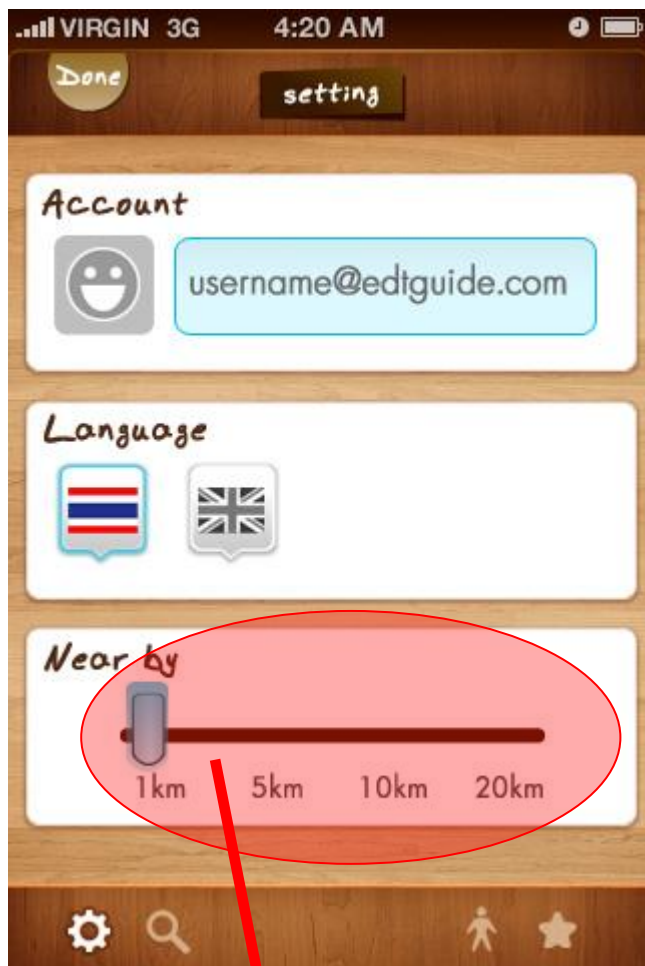 VIRGIN 3G 4:20 AM
Done
setting
Account
username@edtguide.com
Language
Near by
1km 5km 10km 20km